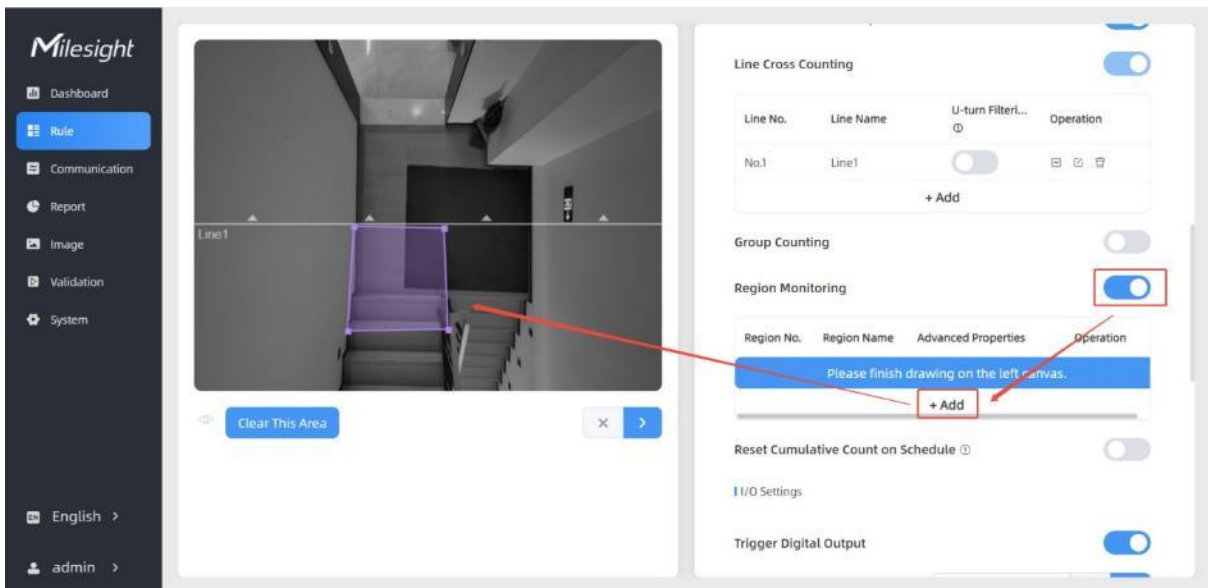 Milesight
Dashboard
Rule
Communication
Report
Image
Validation
System
English >
admin >
Line1
Clear This Area
Line Cross Counting
Line No. Line Name U-turn Filteri... Operation
No.1 Line1
+ Add
Group Counting
Region Monitoring
Region No. Region Name Advanced Properties Operation
Please finish drawing on the left canvas.
+ Add
Reset Cumulative Count on Schedule
I/O Settings
Trigger Digital Output